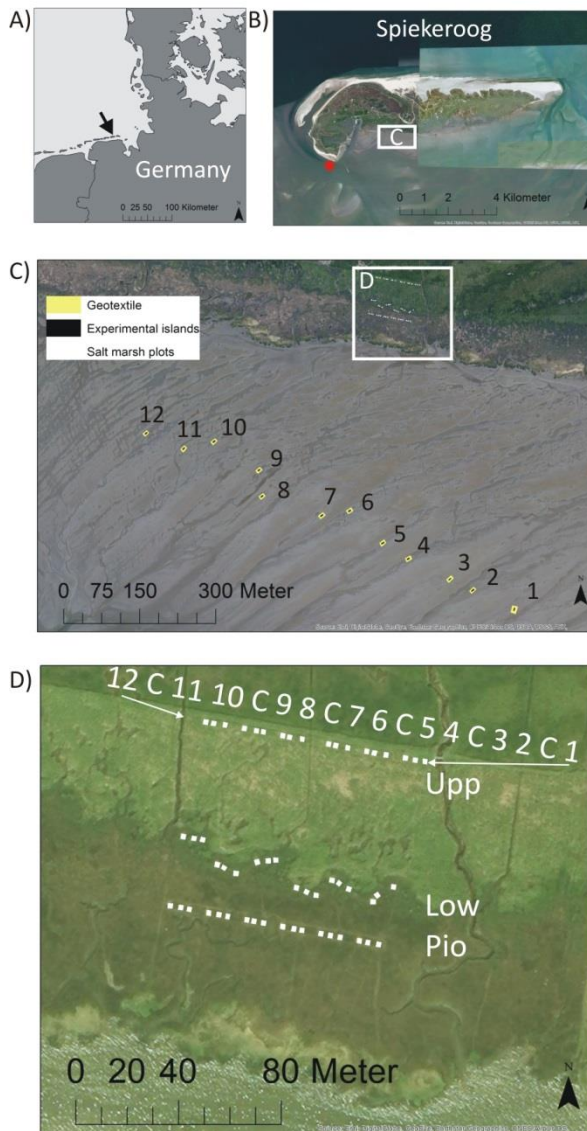 A)
Germany
0 25 50 100 Kilometer
N
B)
Spiekeroog
C
0 1 2 4 Kilometer
C)
Geotextile
Experimental islands
Salt marsh plots
D
12
11
10
9
8
7
6
5
4
3
2
1
0 75 150 300 Meter
N
D)
12 C 11 10 C 9 8 C 7 6 C 5 4 C 3 2 C 1
Upp
Low
Pio
0 20 40 80 Meter
N